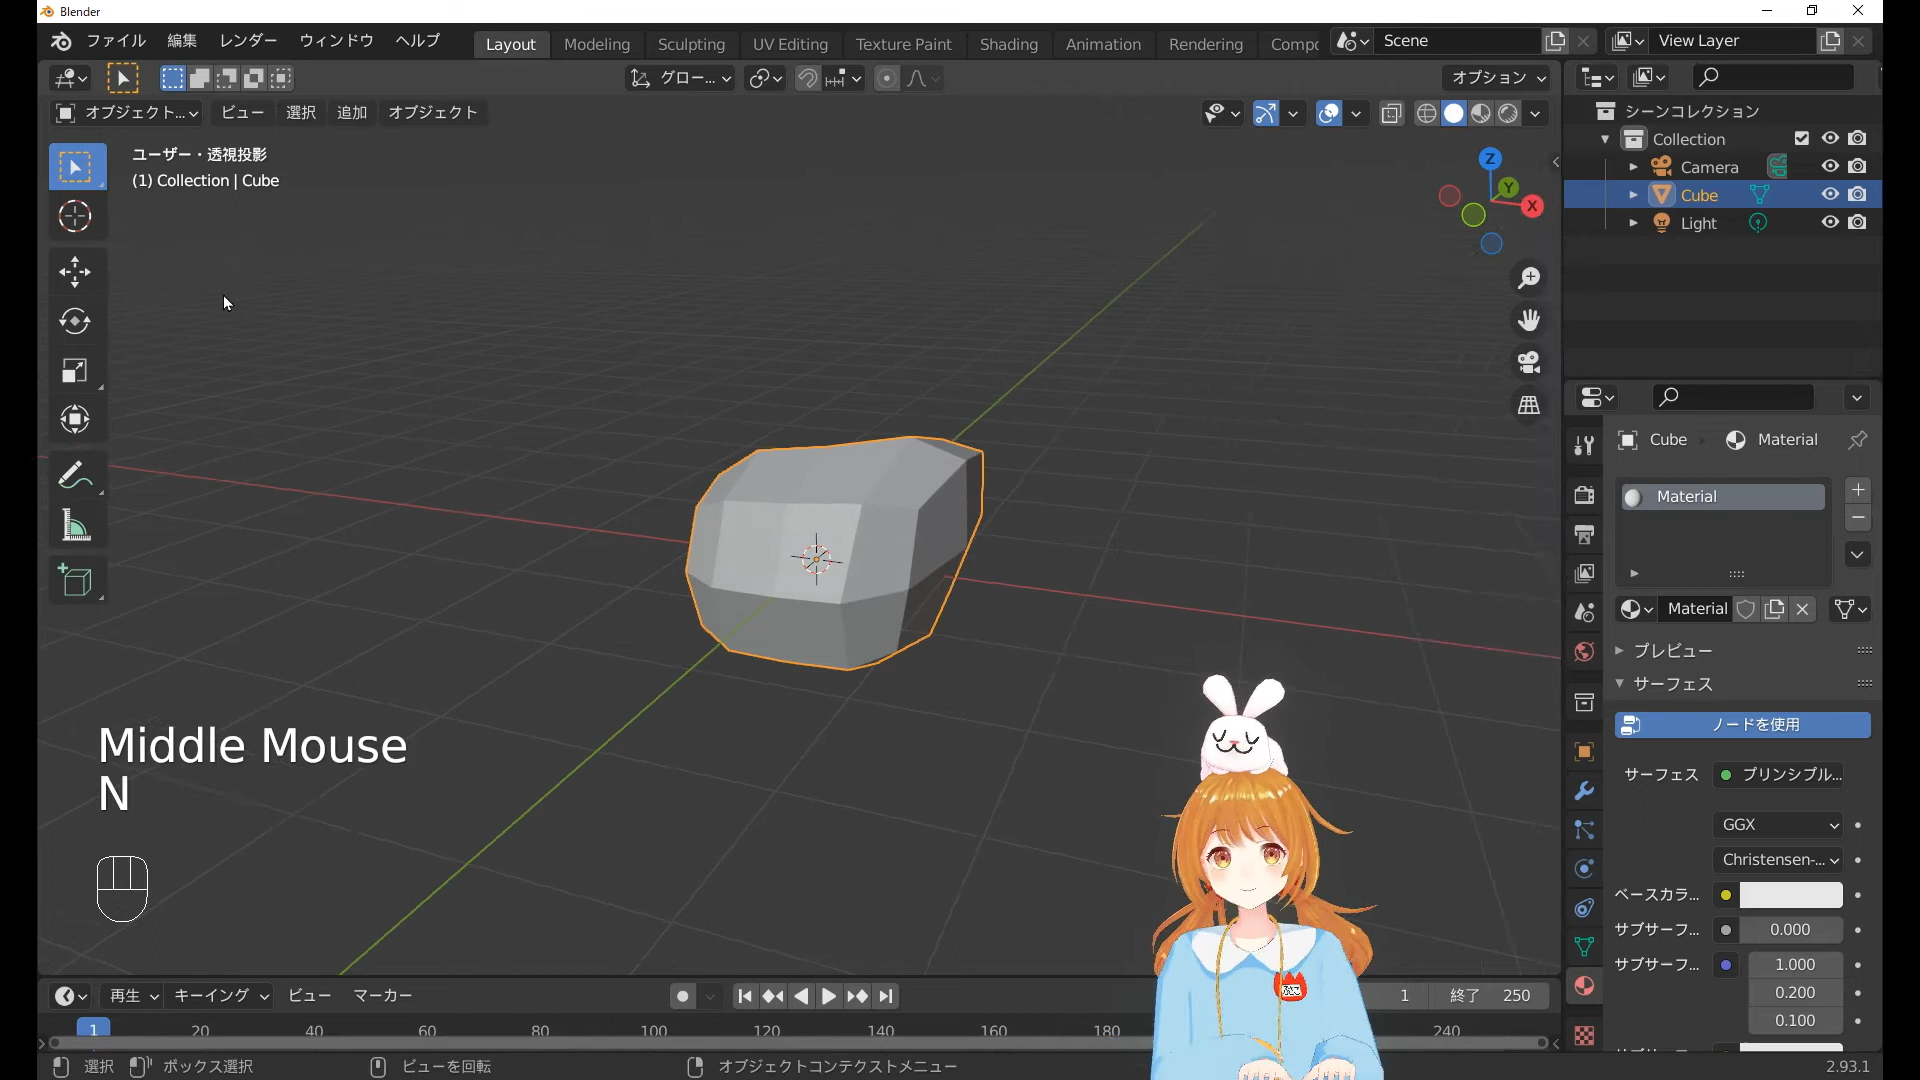 Blender
ファイル 編集 レンダー ウィンドウ ヘルプ Layout Modeling Sculpting UV Editing Texture Paint Shading Animation Rendering Compo Scene View Layer
グロー... オプション
オブジェクト... ビュー 選択 追加 オブジェクト
ユーザー・透視投影
(1) Collection | Cube
Z
Y
X
シーンコレクション
Collection
Camera
Cube
Light
Cube Material
Material
Material
プレビュー
サーフェス
ノードを使用
サーフェス プリンシプル...
GGX
Christensen-...
ベースカラ...
サブサーフ... 0.000
サブサーフ... 1.000
0.200
0.100
Middle Mouse
N
再生 キーイング ビュー マーカー 1 終了 250
1 20 40 60 80 100 120 140 160 180 240
選択 ボックス選択 ビューを回転 オブジェクトコンテクストメニュー 2.93.1